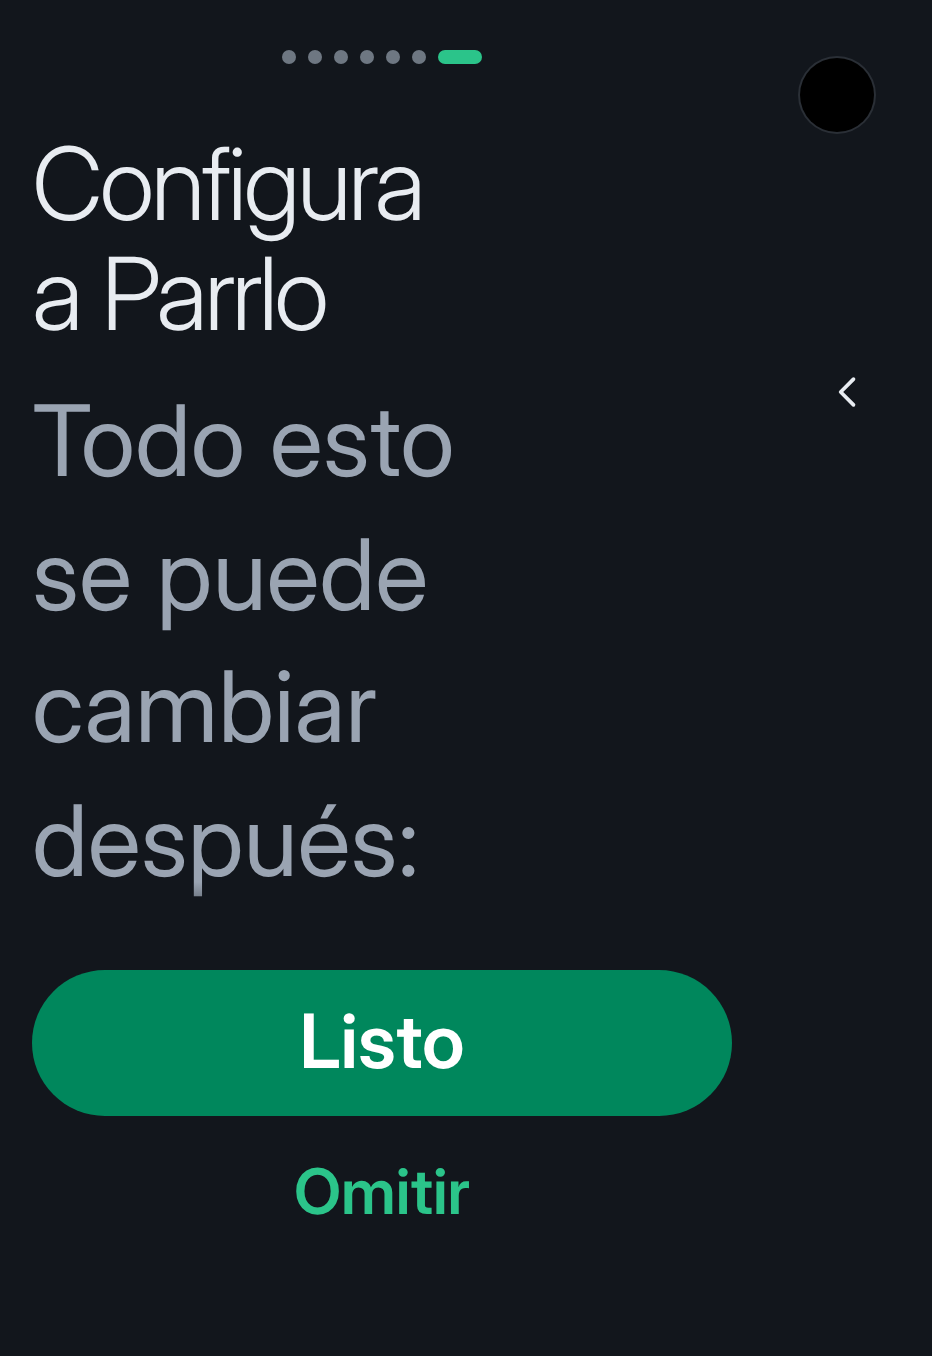 Configura
a Parrlo
Todo esto
se puede
cambiar
después:
Listo
Omitir